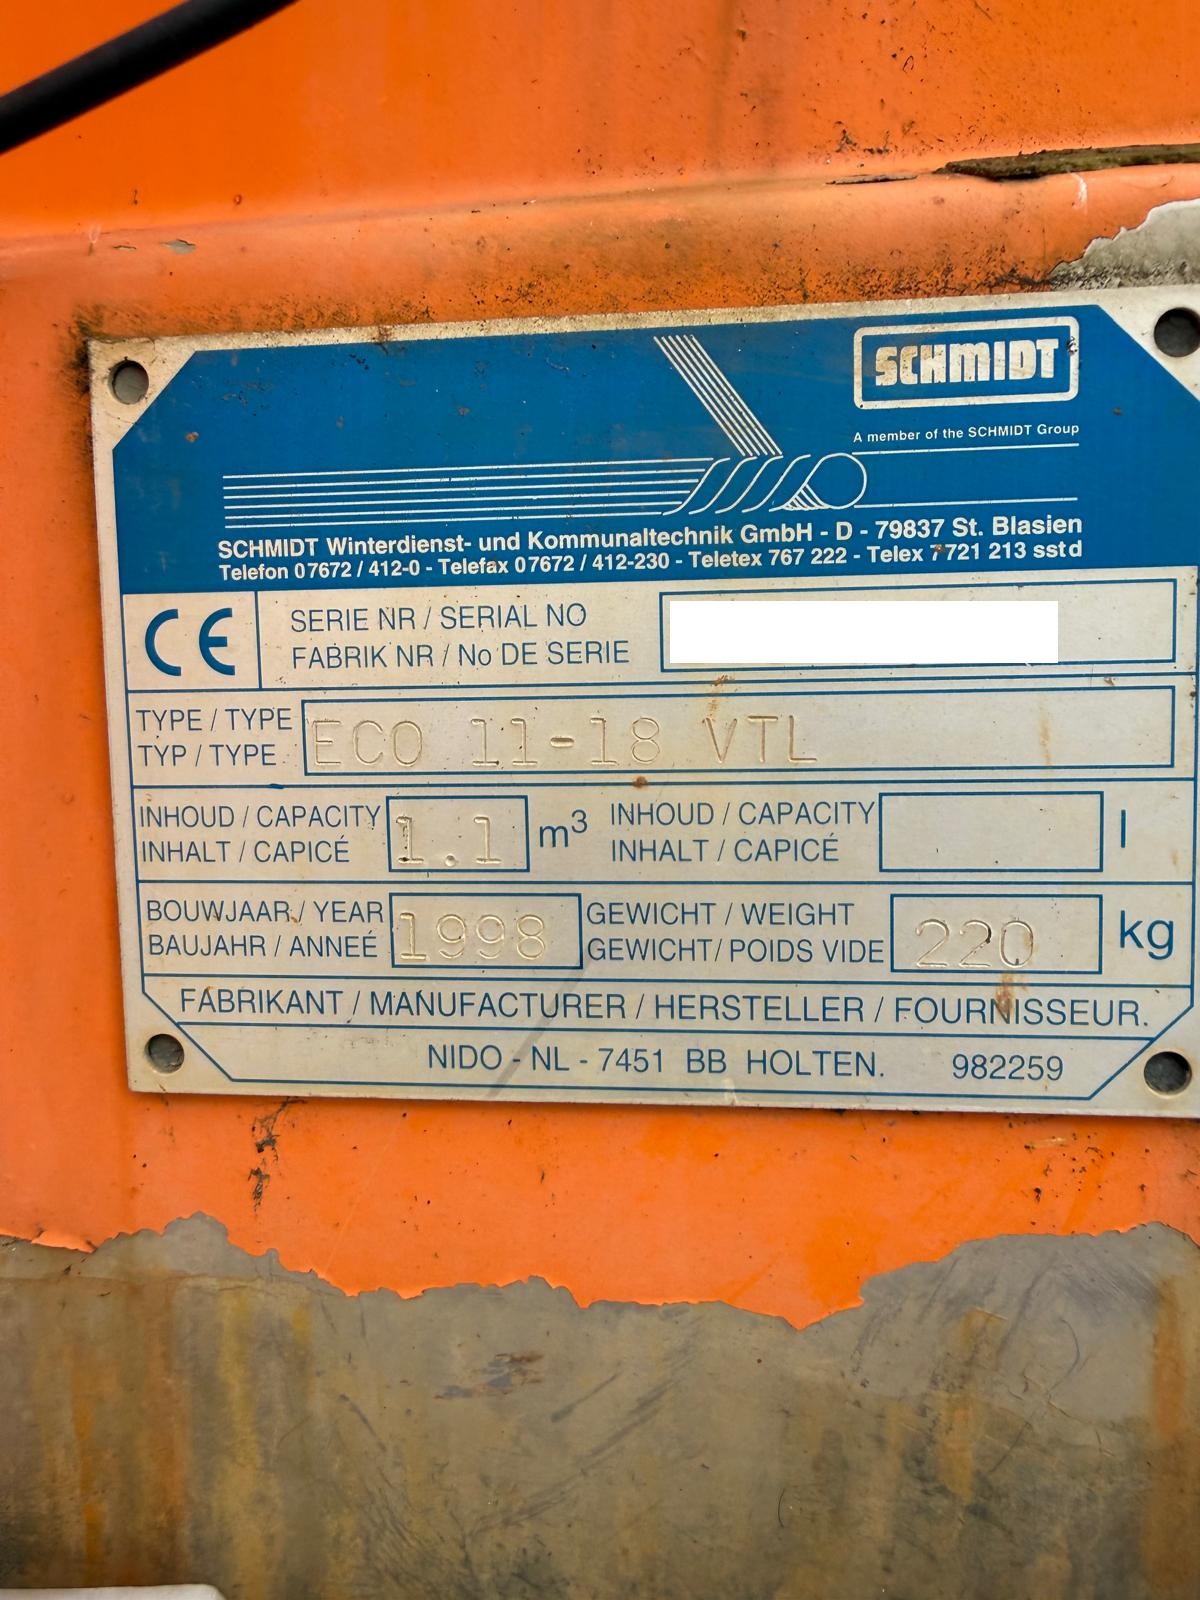 SCHMIDT
A member of the SCHMIDT Group
SCHMIDT Winterdienst- und Kommunaltechnik GmbH - D - 79837 St. Blasien
Telefon 07672 / 412-0 - Telefax 07672 / 412-230 - Teletex 767 222 - Telex 7 721 213 sst d
CE
SERIE NR / SERIAL NO
FABRIK NR / No DE SERIE
TYPE / TYPE
TYP / TYPE
ECO 11-18 VTL
INHOUD / CAPACITY
INHALT / CAPICÉ
1.1 m³
INHOUD / CAPACITY
INHALT / CAPICÉ
l
BOUWJAAR / YEAR
BAUJAHR / ANNEÉ
1998
GEWICHT / WEIGHT
GEWICHT / POIDS VIDE
220 kg
FABRIKANT / MANUFACTURER / HERSTELLER / FOURNISSEUR.
NIDO - NL - 7451 BB HOLTEN. 982259